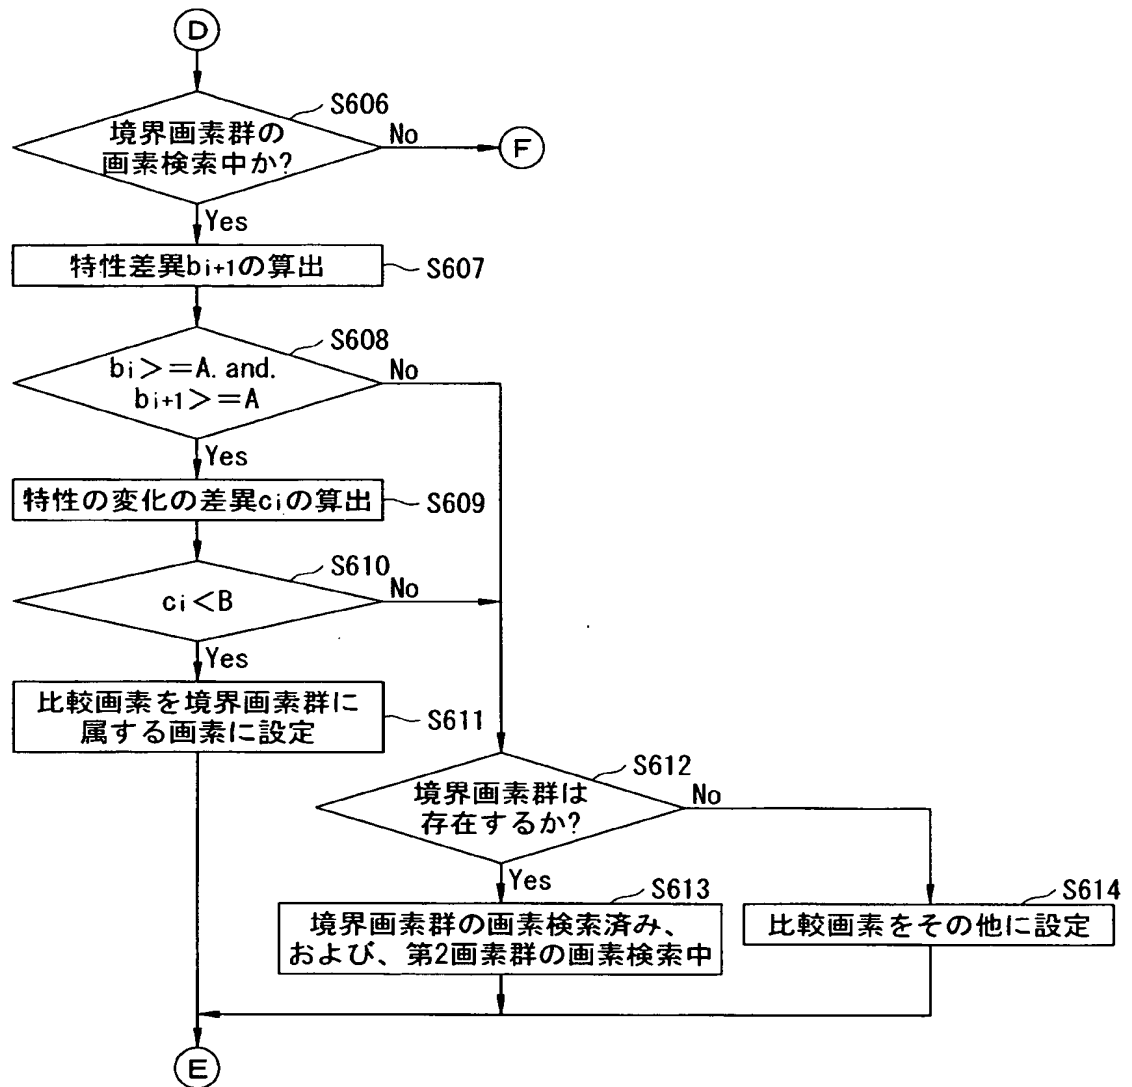 D
S606
境界画素群の
画素検索中か?
No
F
Yes
特性差異bi+1の算出
S607
S608
bi>=A. and.
bi+1>=A
No
Yes
特性の変化の差異ciの算出
S609
S610
ci<B
No
Yes
比較画素を境界画素群に
属する画素に設定
S611
S612
境界画素群は
存在するか?
No
Yes
S613
境界画素群の画素検索済み、
および、第2画素群の画素検索中
S614
比較画素をその他に設定
E